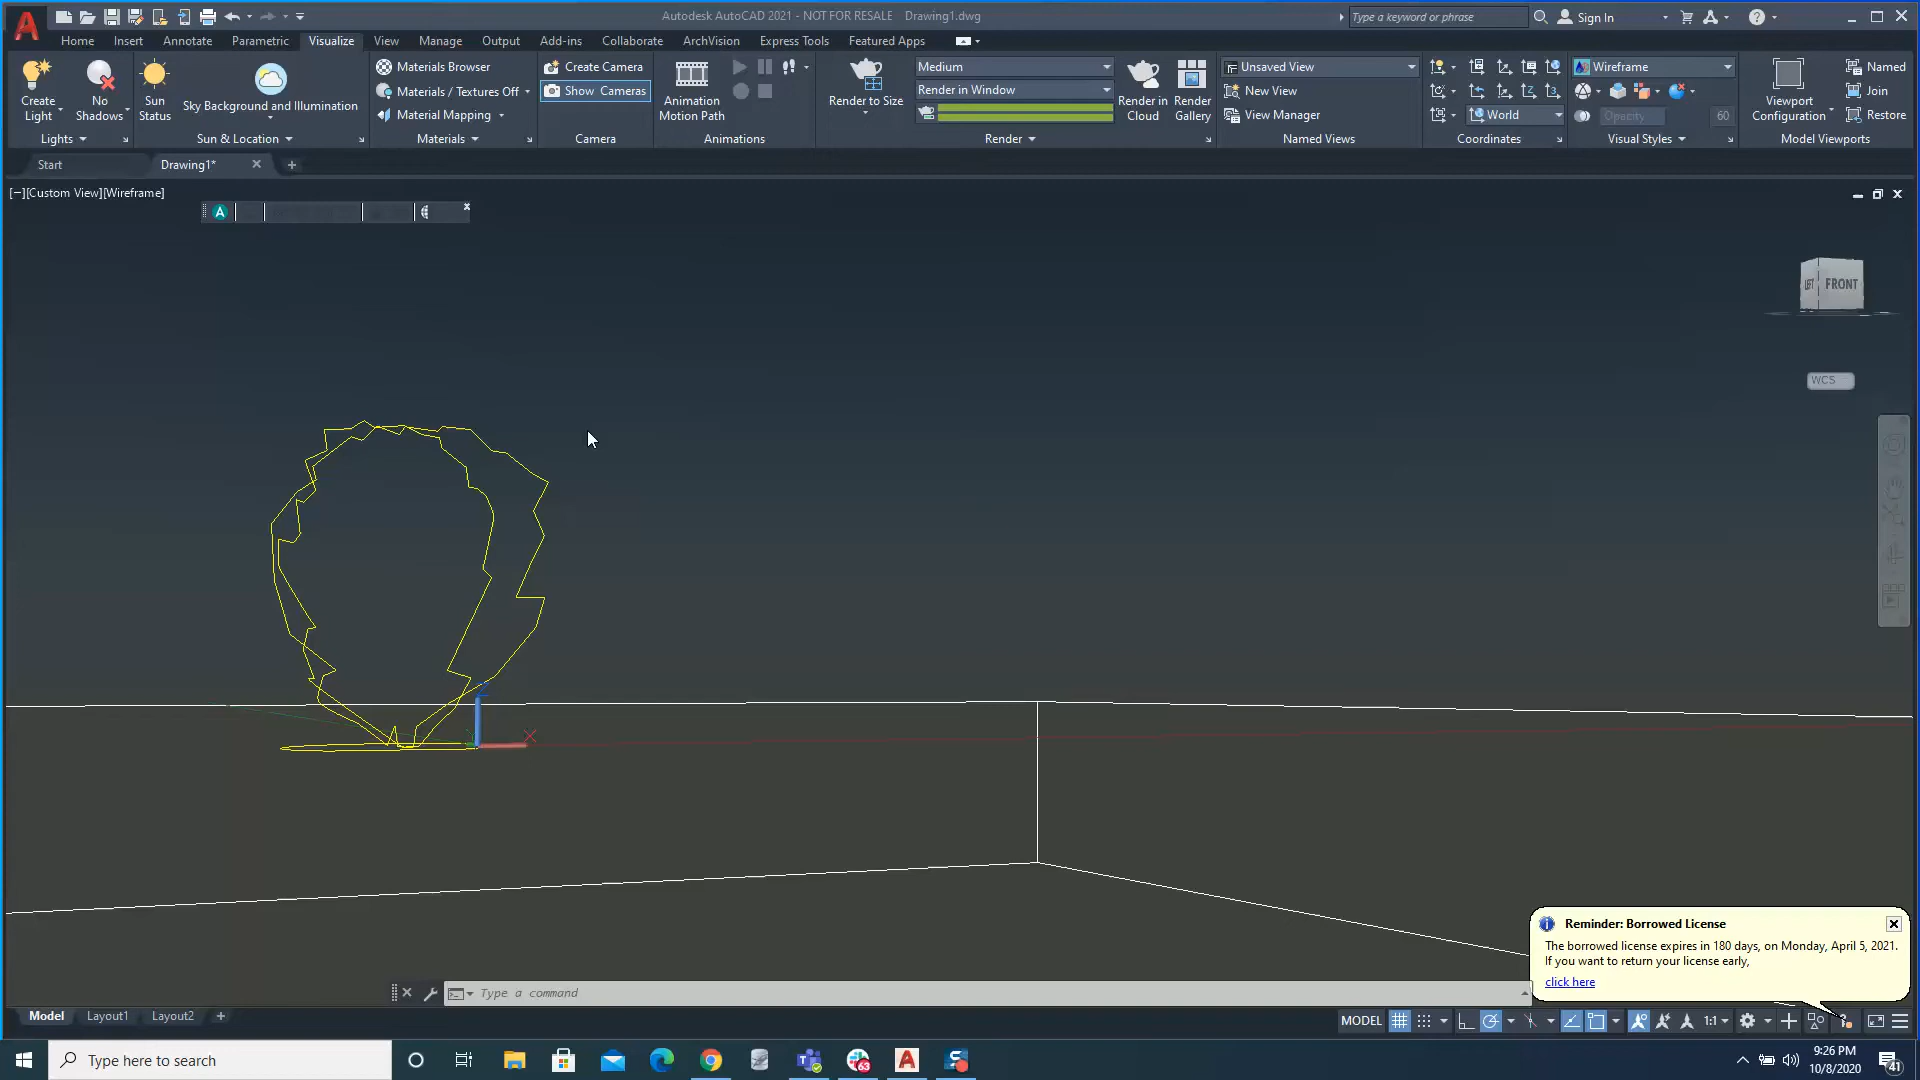 Autodesk AutoCAD 2021 - NOT FOR RESALE Drawing1.dwg
Type a keyword or phrase
Sign In
Home Insert Annotate Parametric Visualize View Manage Output Add-ins Collaborate ArchVision Express Tools Featured Apps
Create Light
No Shadows
Lights
Sun Status
Sky Background and Illumination
Sun & Location
Materials Browser
Materials / Textures Off
Material Mapping
Materials
Create Camera
Show Cameras
Camera
Animation Motion Path
Animations
Render to Size
Medium
Render in Window
Render in Cloud
Render Gallery
Render
Unsaved View
New View
View Manager
Named Views
World
Coordinates
Wireframe
Opacity 60
Visual Styles
Viewport Configuration
Named
Join
Restore
Model Viewports
Start Drawing1*
[−][Custom View][Wireframe]
LEFT FRONT
WCS
X
Reminder: Borrowed License
The borrowed license expires in 180 days, on Monday, April 5, 2021.
If you want to return your license early,
click here
Type a command
Model Layout1 Layout2
MODEL 1:1
Type here to search
63
9:26 PM
10/8/2020
41